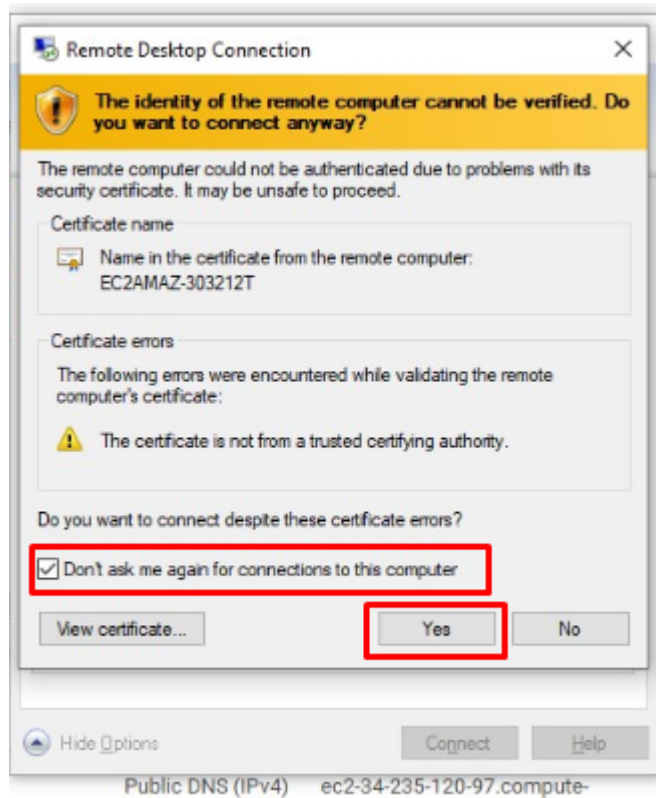 Remote Desktop Connection
The identity of the remote computer cannot be verified. Do
you want to connect anyway?
The remote computer could not be authenticated due to problems with its
security certificate. It may be unsafe to proceed.
Certificate name
Name in the certificate from the remote computer:
EC2AMAZ-303212T
Certificate errors
The following errors were encountered while validating the remote
computer's certificate:
The certificate is not from a trusted certifying authority.
Do you want to connect despite these certificate errors?
Don't ask me again for connections to this computer
View certificate...
Yes
No
Hide Options
Connect
Help
Public DNS (IPv4) ec2-34-235-120-97.compute-